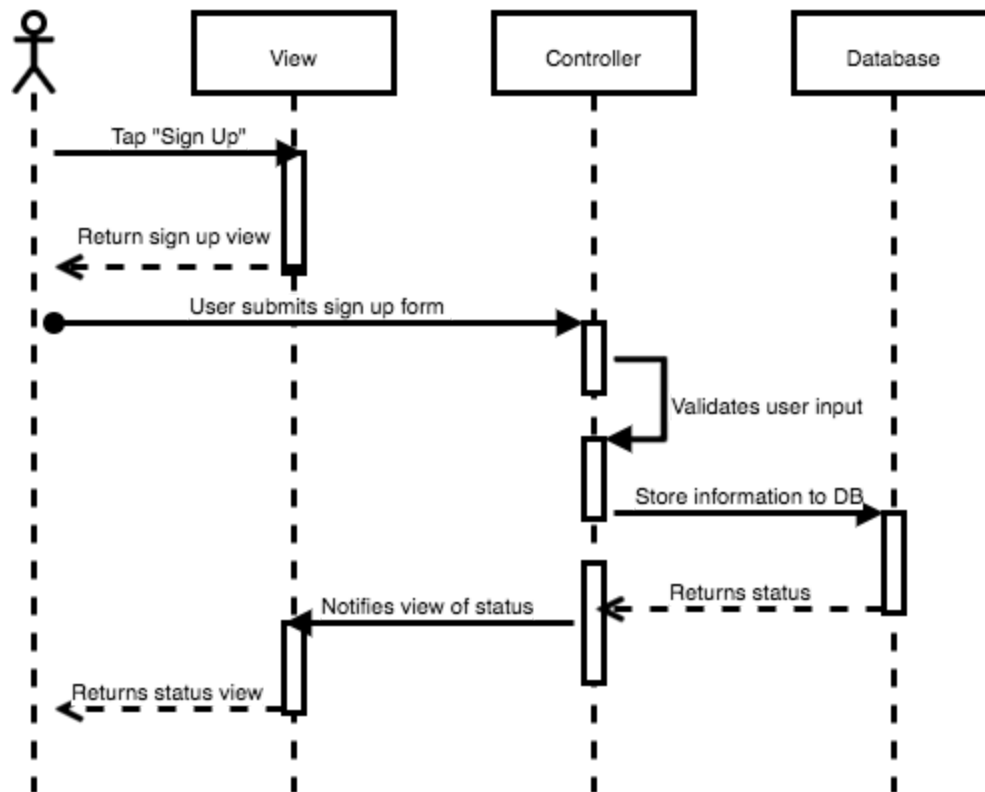 View
Controller
Database
Tap "Sign Up"
Return sign up view
User submits sign up form
Validates user input
Store information to DB
Returns status
Notifies view of status
Returns status view